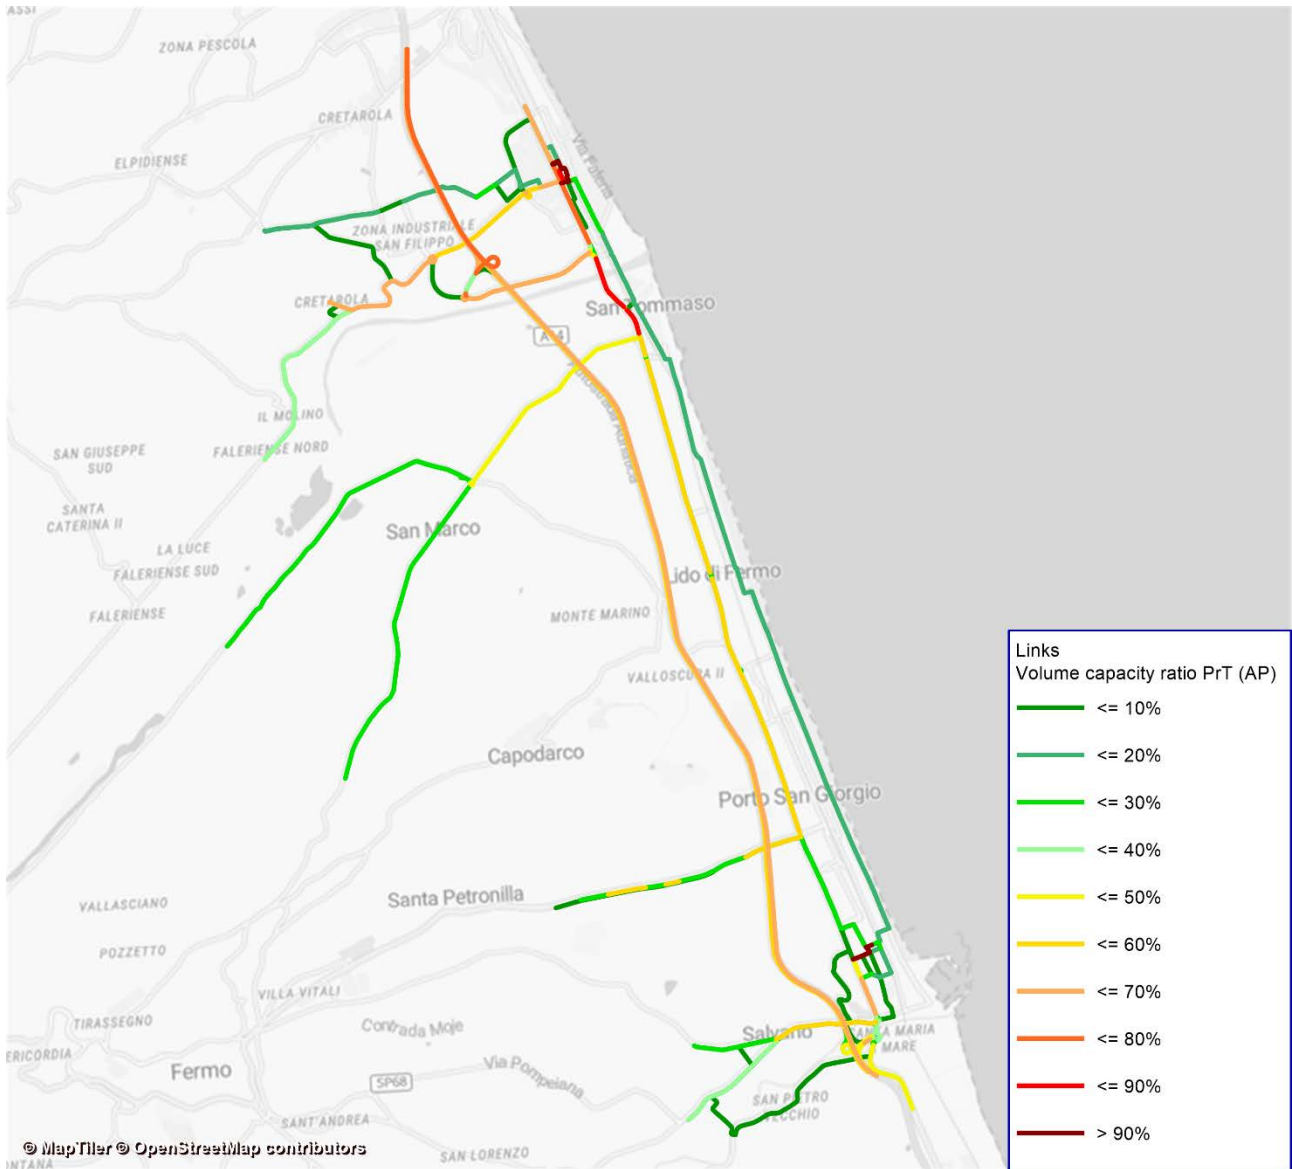 ASSI
ZONA PESCOLA
CRETAROLA
Via Faleria
ELPIDIENSE
ZONA INDUSTRIALE
SAN FILIPPO
CRETAROLA
San Tommaso
A14
Autostrada Adriatica
IL MOLINO
SAN GIUSEPPE
SUD
FALERIENSE NORD
SANTA
CATERINA II
San Marco
LA LUCE
FALERIENSE SUD
Lido di Fermo
FALERIENSE
MONTE MARINO
VALLOSCURA II
Capodarco
Porto San Giorgio
Santa Petronilla
VALLASCIANO
POZZETTO
VILLA VITALI
TIRASSEGNO
Contrada Moje
Salvano
SANTA MARIA
MARE
ERICORDIA
Fermo
SP68
Via Pompeiana
SAN PIETRO
VECCHIO
SANT'ANDREA
SAN LORENZO
NTANA
© MapTiler © OpenStreetMap contributors
Links
Volume capacity ratio PrT (AP)
<= 10%
<= 20%
<= 30%
<= 40%
<= 50%
<= 60%
<= 70%
<= 80%
<= 90%
> 90%